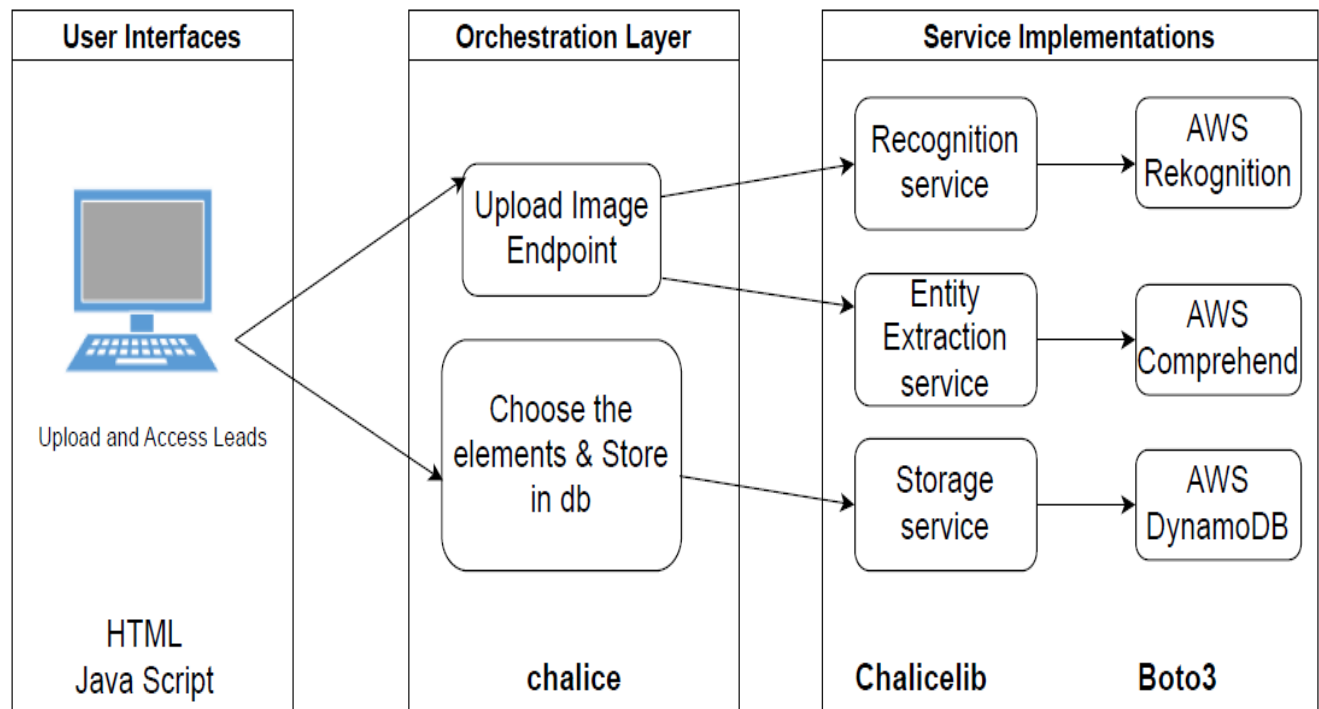 User Interfaces
Upload and Access Leads
HTML
Java Script
Orchestration Layer
Upload Image
Endpoint
Choose the
elements & Store
in db
chalice
Service Implementations
Recognition
service
AWS
Rekognition
Entity
Extraction
service
AWS
Comprehend
Storage
service
AWS
DynamoDB
Chalicelib
Boto3